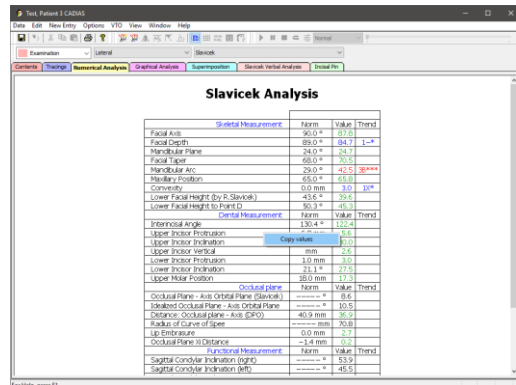 Test, Patient 3 CADIAS
Data Edit New Entry Options VTO View Window Help
Normal
Examination Lateral Slavicek
Contents Tracings Numerical Analysis Graphical Analysis Superimposition Slavicek Verbal Analysis Incisal Pin
Slavicek Analysis
Skeletal Measurement Norm Value Trend
Facial Axis 90.0 ° 87.8
Facial Depth 89.0 ° 84.7 1-*
Mandibular Plane 24.0 ° 24.7
Facial Taper 68.0 ° 70.5
Mandibular Arc 29.0 ° -42.5 3B***
Maxillary Position 65.0 ° 65.8
Convexity 0.0 mm 3.0 1X*
Lower Facial Height (by R.Slavicek) 43.6 ° 39.6
Lower Facial Height to Point D 50.3 ° 45.3
Dental Measurement Norm Value Trend
Interincisal Angle 130.4 ° 122.4
Upper Incisor Protrusion 5.6
Upper Incisor Inclination
Copy values
Upper Incisor Vertical mm 2.6
Lower Incisor Protrusion 1.0 mm 3.0
Lower Incisor Inclination 21.1 ° 27.5
Upper Molar Position 18.0 mm 17.3
Occlusal plane Norm Value Trend
Occlusal Plane - Axis Orbital Plane (Slavicek) ----- ° 8.6
Idealized Occlusal Plane - Axis Orbital Plane ----- ° 10.5
Distance: Occlusal plane - Axis (DPO) 40.9 mm 36.9
Radius of Curve of Spee ----- mm 70.8
Lip Embrasure 0.0 mm 2.7
Occlusal Plane Xi Distance -1.4 mm 0.2
Functional Measurement Norm Value Trend
Sagittal Condylar Inclination (right) ----- ° 53.9
Sagittal Condylar Inclination (left) ----- ° 45.5